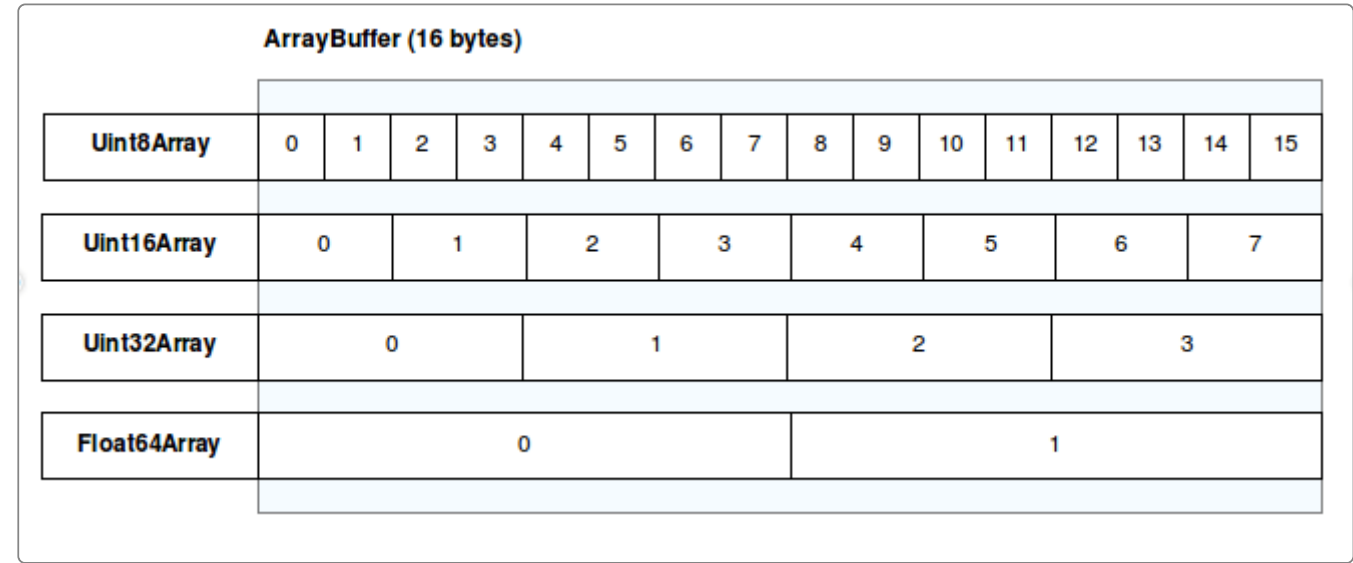 ArrayBuffer (16 bytes)
Uint8Array 0 1 2 3 4 5 6 7 8 9 10 11 12 13 14 15
Uint16Array 0 1 2 3 4 5 6 7
Uint32Array 0 1 2 3
Float64Array 0 1